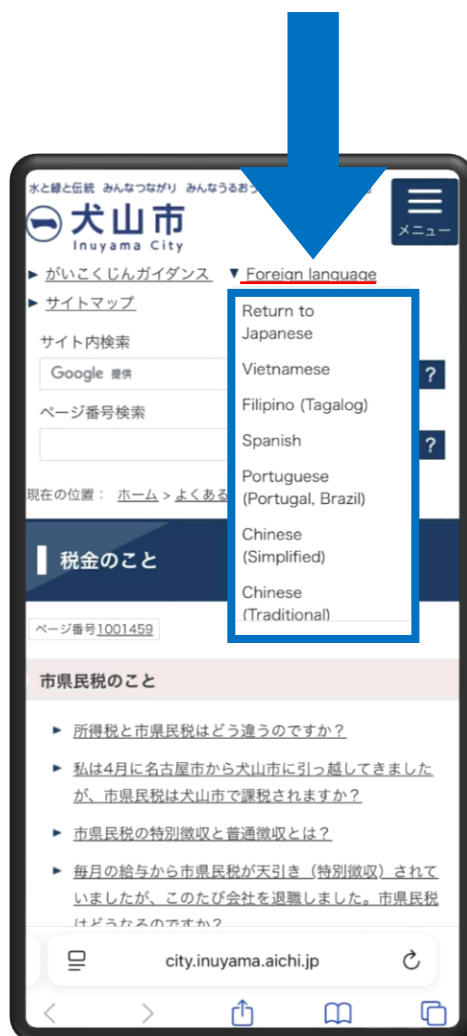 水と緑と伝統 みんなつながり みんなうるおう
犬山市
Inuyama City
メニュー
▶ がいこくじんガイダンス ▼ Foreign language
▶ サイトマップ
サイト内検索
Google 提供
?
ページ番号検索
?
Return to
Japanese
Vietnamese
Filipino (Tagalog)
Spanish
Portuguese
(Portugal, Brazil)
Chinese
(Simplified)
Chinese
(Traditional)
現在の位置： ホーム > よくある
税金のこと
ページ番号1001459
市県民税のこと
▶ 所得税と市県民税はどう違うのですか？
▶ 私は4月に名古屋市から犬山市に引っ越してきました
が、市県民税は犬山市で課税されますか？
▶ 市県民税の特別徴収と普通徴収とは？
▶ 毎月の給与から市県民税が天引き（特別徴収）されて
いましたが、このたび会社を退職しました。市県民税
はどうなるのですか？
city.inuyama.aichi.jp